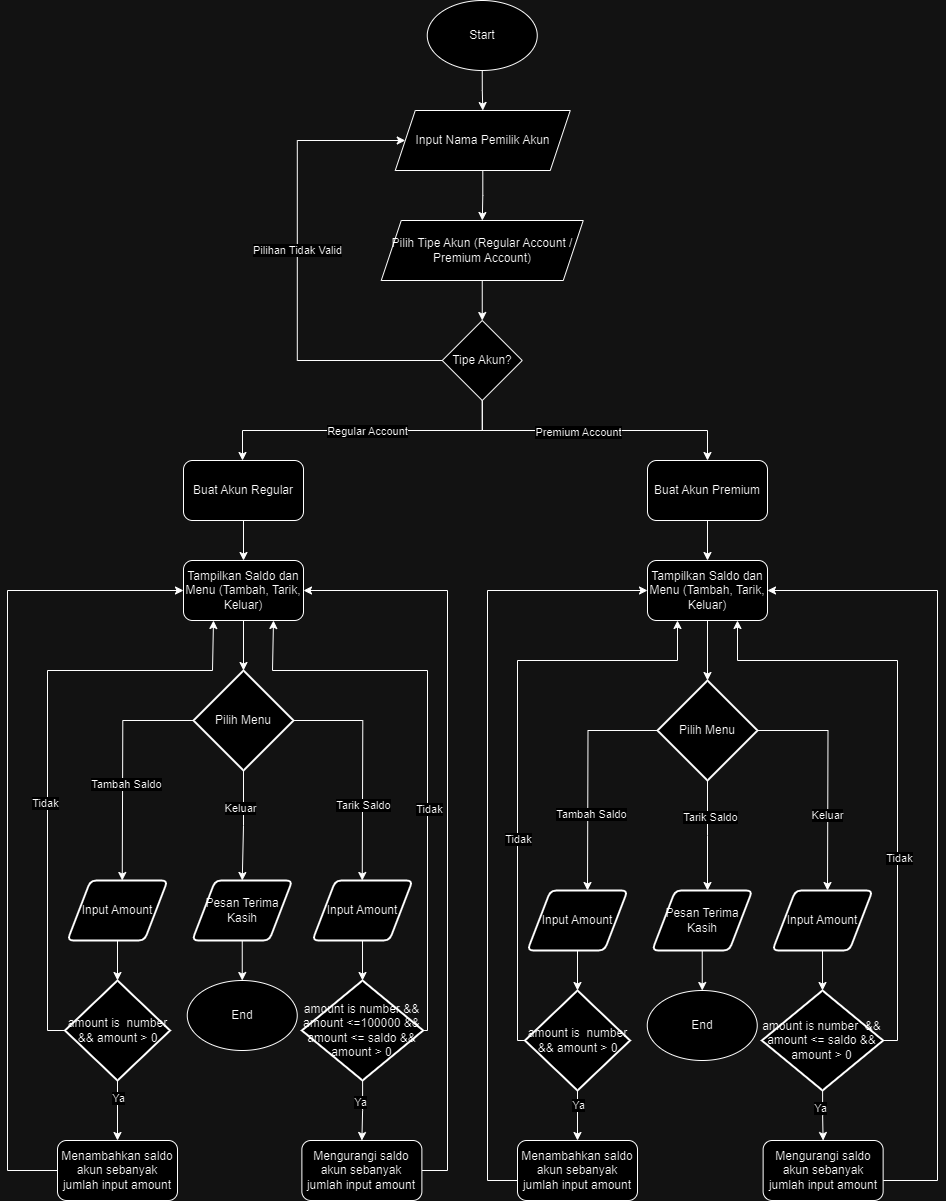 Start
Input Nama Pemilik Akun
Pilih Tipe Akun (Regular Account /
Premium Account)
Pilihan Tidak Valid
Tipe Akun?
Regular Account
Premium Account
Buat Akun Regular
Buat Akun Premium
Tampilkan Saldo dan
Menu (Tambah, Tarik,
Keluar)
Tampilkan Saldo dan
Menu (Tambah, Tarik,
Keluar)
Pilih Menu
Pilih Menu
Tambah Saldo
Tidak
Keluar
Tarik Saldo
Tidak
Tambah Saldo
Tarik Saldo
Keluar
Tidak
Tidak
Input Amount
Pesan Terima
Kasih
Input Amount
Input Amount
Pesan Terima
Kasih
Input Amount
amount is number
&& amount > 0
End
amount is number &&
amount <=100000 &&
amount <= saldo &&
amount > 0
amount is number
&& amount > 0
End
amount is number &&
amount <= saldo &&
amount > 0
Ya
Ya
Ya
Ya
Menambahkan saldo
akun sebanyak
jumlah input amount
Mengurangi saldo
akun sebanyak
jumlah input amount
Menambahkan saldo
akun sebanyak
jumlah input amount
Mengurangi saldo
akun sebanyak
jumlah input amount